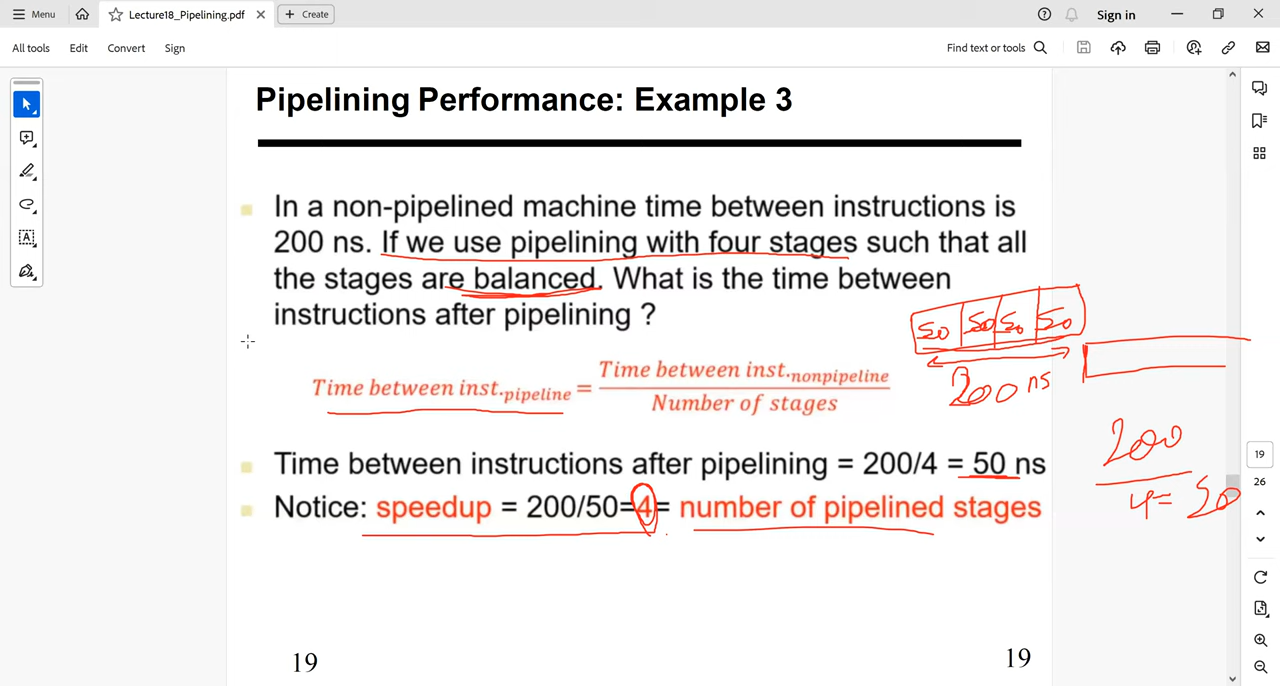 Menu
Lecture18_Pipelining.pdf
Create
Sign in
All tools
Edit
Convert
Sign
Find text or tools
Pipelining Performance: Example 3
In a non-pipelined machine time between instructions is
200 ns. If we use pipelining with four stages such that all
the stages are balanced. What is the time between
instructions after pipelining ?
50 50 50 50
200 ns
Time between inst.pipeline = Time between inst.nonpipeline
Number of stages
200
4 = 50
Time between instructions after pipelining = 200/4 = 50 ns
Notice: speedup = 200/50=4= number of pipelined stages
19
26
19
19